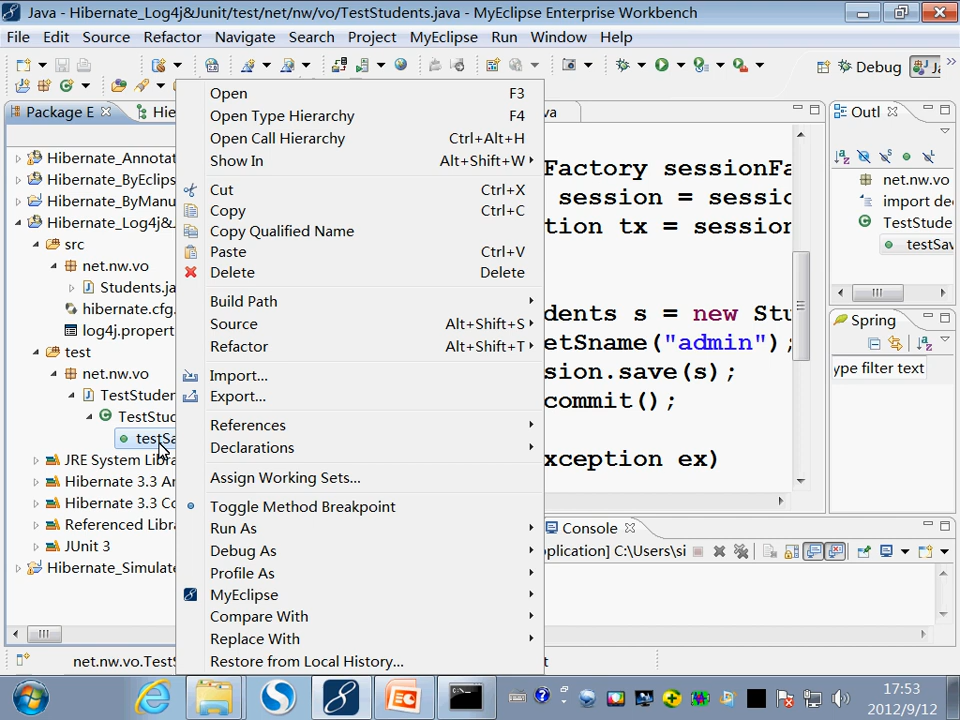 Java - Hibernate_Log4j&Junit/test/net/nw/vo/TestStudents.java - MyEclipse Enterprise Workbench
File Edit Source Refactor Navigate Search Project MyEclipse Run Window Help
Debug Ja
Package E
Hie
va
Outl
Hibernate_Annotat
Hibernate_ByEclips
Hibernate_ByManu
Hibernate_Log4j&J
src
net.nw.vo
Students.ja
hibernate.cfg.
log4j.propert
test
net.nw.vo
TestStuden
TestStud
testSa
JRE System Libra
Hibernate 3.3 An
Hibernate 3.3 Co
Referenced Libra
JUnit 3
Hibernate_Simulate
Open F3
Open Type Hierarchy F4
Open Call Hierarchy Ctrl+Alt+H
Show In Alt+Shift+W
Cut Ctrl+X
Copy Ctrl+C
Copy Qualified Name
Paste Ctrl+V
Delete Delete
Build Path
Source Alt+Shift+S
Refactor Alt+Shift+T
Import...
Export...
References
Declarations
Assign Working Sets...
Toggle Method Breakpoint
Run As
Debug As
Profile As
MyEclipse
Compare With
Replace With
Restore from Local History...
Factory sessionFa
session = sessio
tion tx = session
dents s = new Stu
etSname("admin");
sion.save(s);
commit();
xception ex)
net.nw.vo
import dec
TestStude
testSav
Spring
ype filter text
Console
pplication] C:\Users\si
net.nw.vo.TestS
t
17:53
2012/9/12